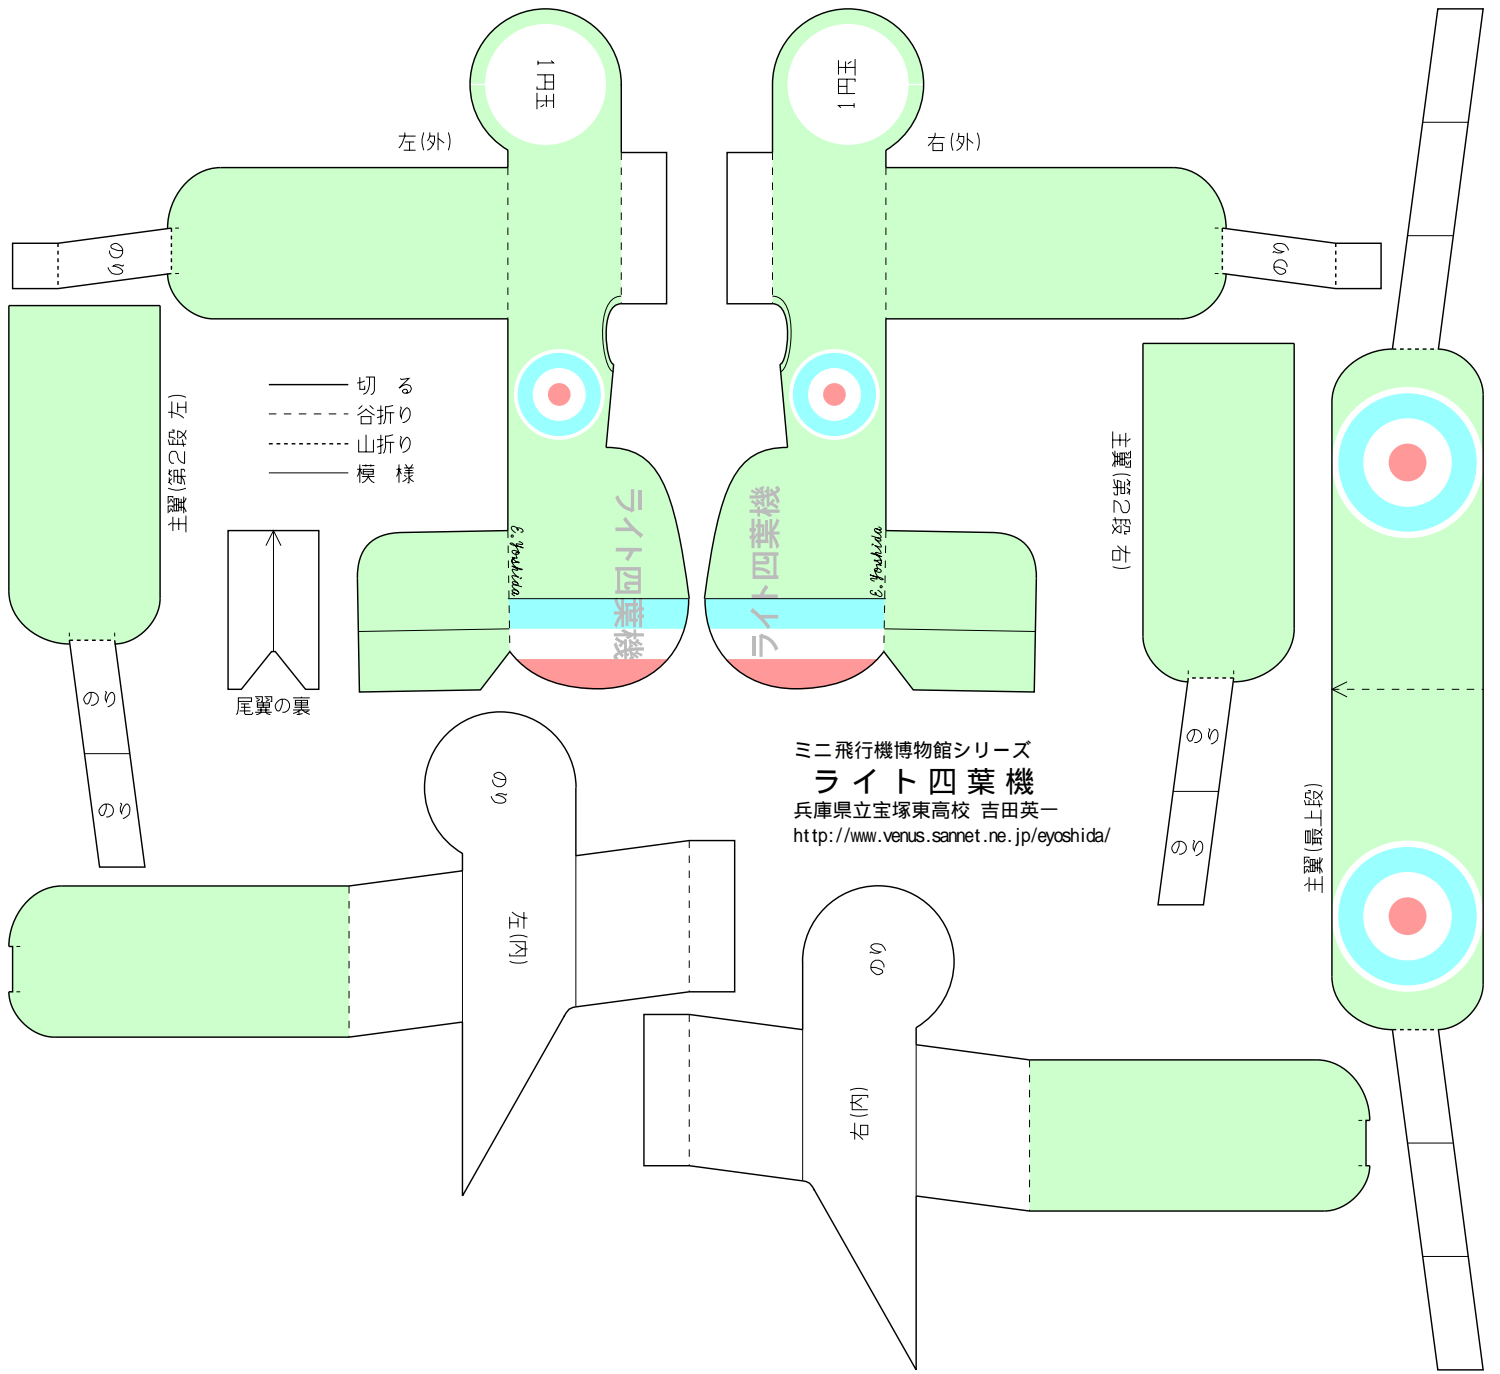 1円玉
1円玉
左(外)
右(外)
のり
のり
切　る
谷折り
山折り
模　様
主翼(第2段 左)
主翼(第2段 右)
E. Yoshida
E. Yoshida
ライト四葉機
ライト四葉機
尾翼の裏
のり
のり
のり
のり
のり
ミニ飛行機博物館シリーズ
ライト四葉機
兵庫県立宝塚東高校 吉田英一
http://www.venus.sannet.ne.jp/eyoshida/
主翼(最上段)
左(内)
のり
右(内)